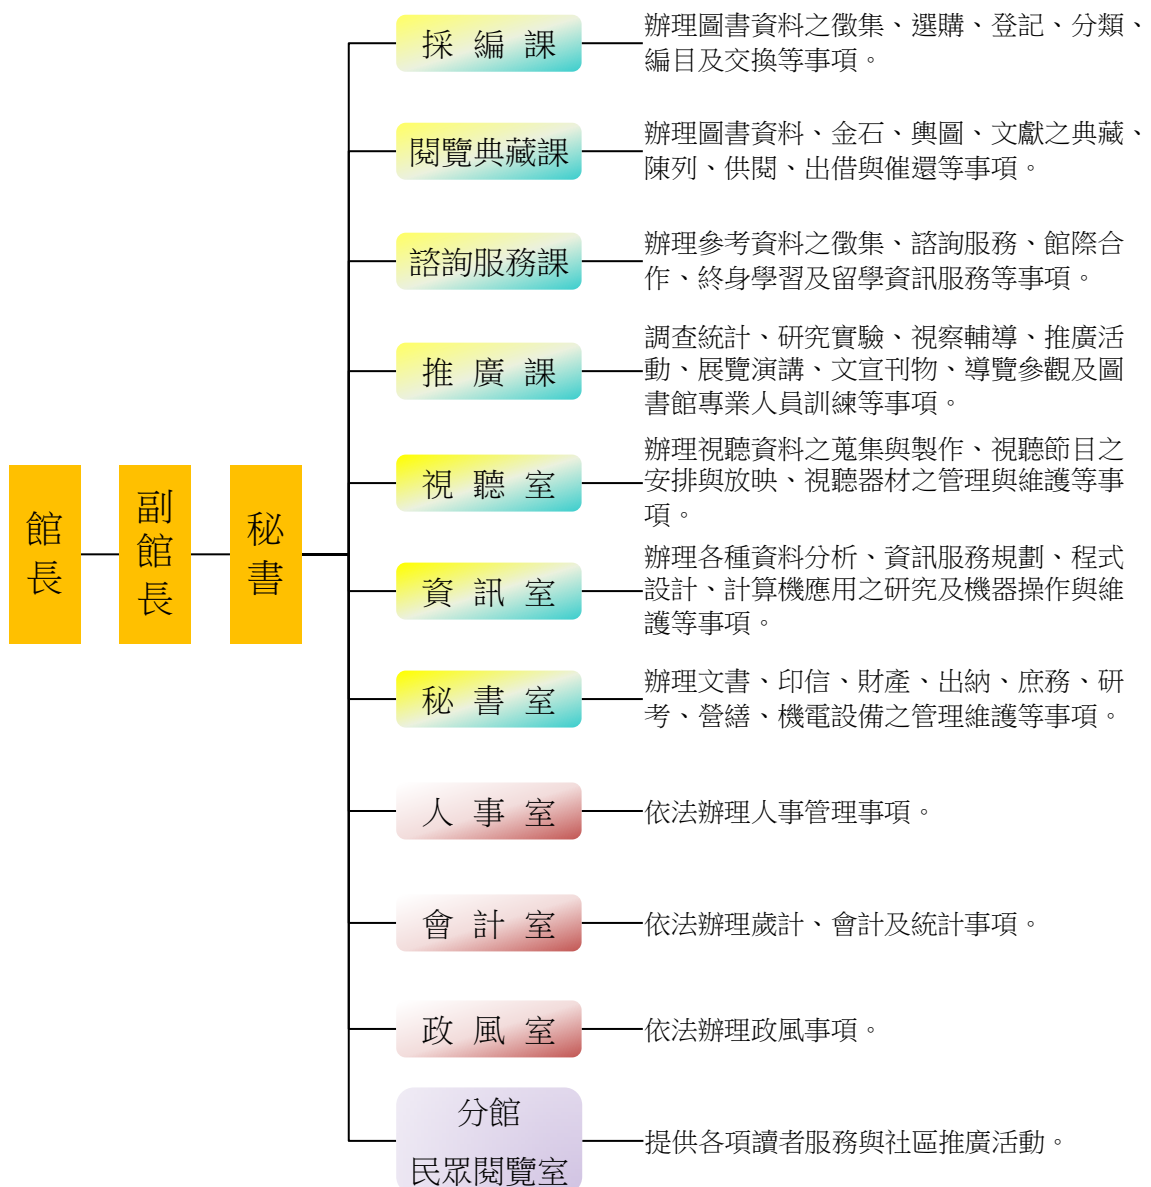 館長
副館長
秘書
採編課
辦理圖書資料之徵集、選購、登記、分類、
編目及交換等事項。
閱覽典藏課
辦理圖書資料、金石、輿圖、文獻之典藏、
陳列、供閱、出借與催還等事項。
諮詢服務課
辦理參考資料之徵集、諮詢服務、館際合
作、終身學習及留學資訊服務等事項。
推廣課
調查統計、研究實驗、視察輔導、推廣活
動、展覽演講、文宣刊物、導覽參觀及圖
書館專業人員訓練等事項。
視聽室
辦理視聽資料之蒐集與製作、視聽節目之
安排與放映、視聽器材之管理與維護等事
項。
資訊室
辦理各種資料分析、資訊服務規劃、程式
設計、計算機應用之研究及機器操作與維
護等事項。
秘書室
辦理文書、印信、財產、出納、庶務、研
考、營繕、機電設備之管理維護等事項。
人事室
依法辦理人事管理事項。
會計室
依法辦理歲計、會計及統計事項。
政風室
依法辦理政風事項。
分館
民眾閱覽室
提供各項讀者服務與社區推廣活動。